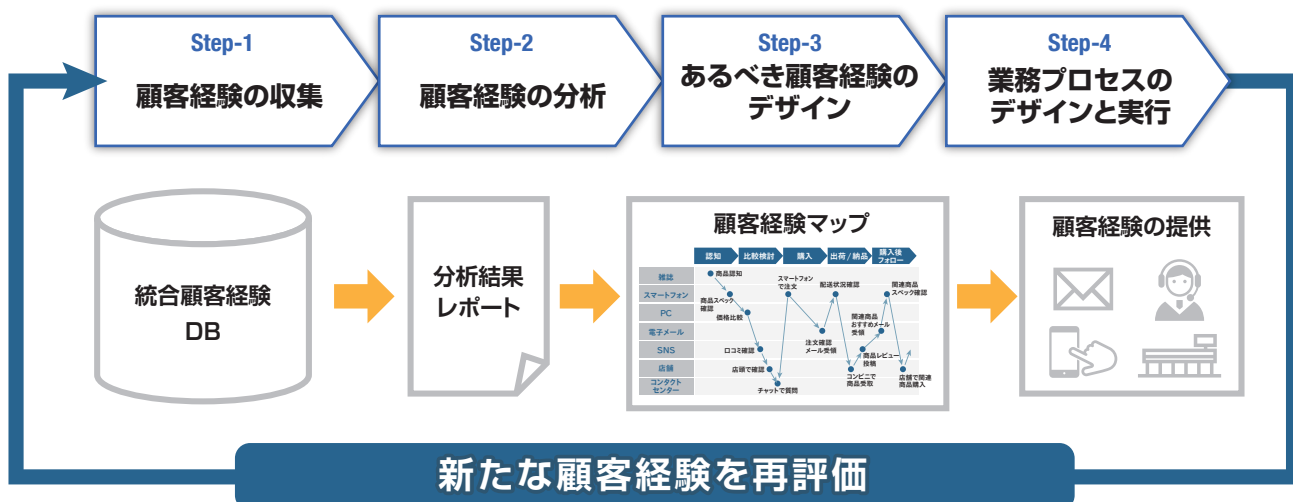 Step-1
顧客経験の収集
Step-2
顧客経験の分析
Step-3
あるべき顧客経験の
デザイン
Step-4
業務プロセスの
デザインと実行
統合顧客経験
DB
分析結果
レポート
顧客経験マップ
認知
比較検討
購入
出荷/納品
購入後
フォロー
雑誌
スマートフォン
PC
電子メール
SNS
店舗
コンタクト
センター
商品認知
商品スペック
確認
価格比較
口コミ確認
店頭で確認
チャットで質問
スマートフォン
で注文
注文確認
メール受領
配送状況確認
コンビニで
商品受取
商品レビュー
投稿
関連商品
おすすめメール
受領
関連商品
スペック確認
店舗で関連
商品購入
顧客経験の提供
新たな顧客経験を再評価